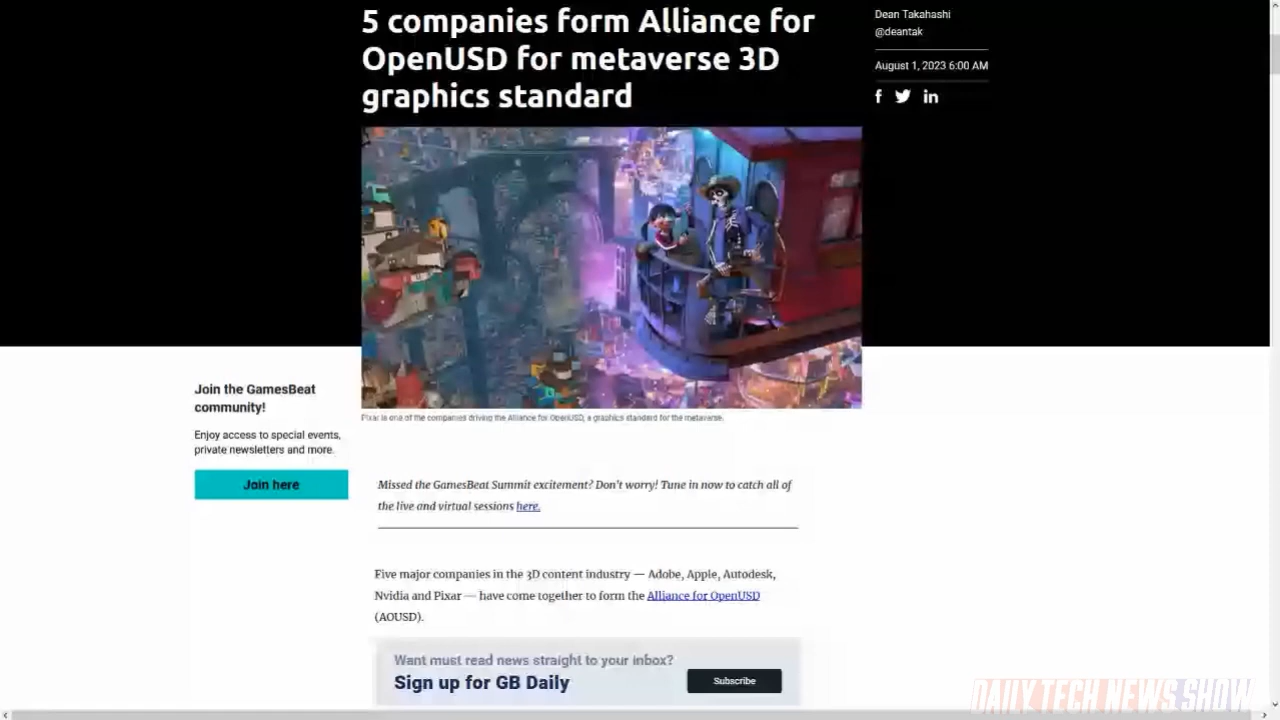 5 companies form Alliance for
OpenUSD for metaverse 3D
graphics standard
Dean Takahashi
@deantak
August 1, 2023 6:00 AM
Pixar is one of the companies driving the Alliance for OpenUSD, a graphics standard for the metaverse.
Join the GamesBeat
community!
Enjoy access to special events,
private newsletters and more.
Join here
Missed the GamesBeat Summit excitement? Don't worry! Tune in now to catch all of
the live and virtual sessions here.
Five major companies in the 3D content industry — Adobe, Apple, Autodesk,
Nvidia and Pixar — have come together to form the Alliance for OpenUSD
(AOUSD).
Want must read news straight to your inbox?
Sign up for GB Daily
Subscribe
DAILY TECH NEWS SHOW